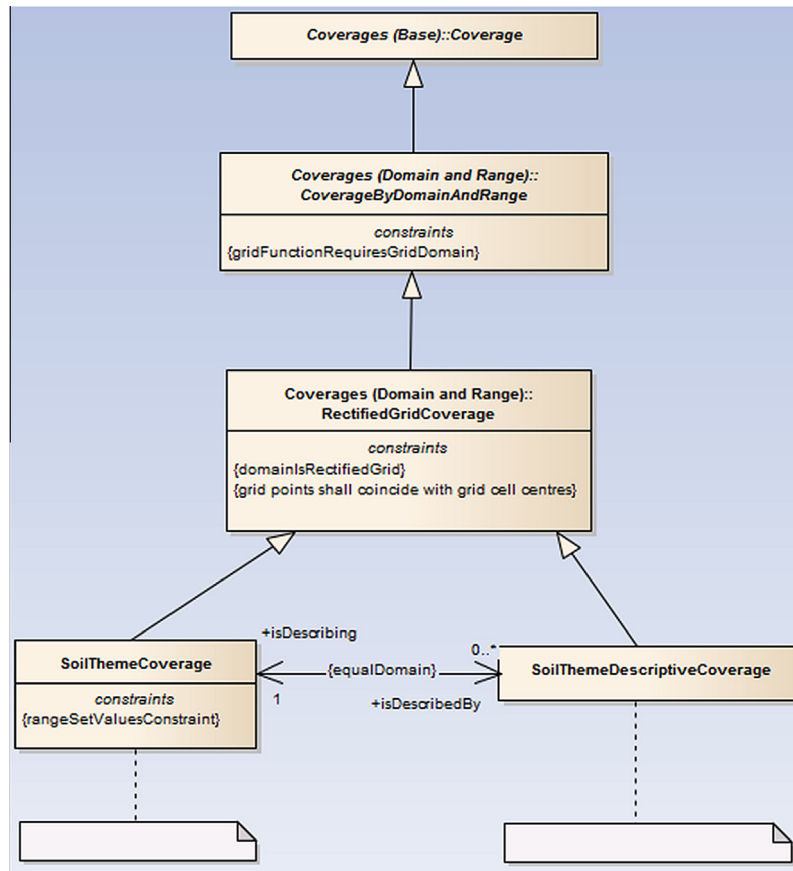 Coverages (Base)::Coverage
Coverages (Domain and Range)::
CoverageByDomainAndRange
constraints
{gridFunctionRequiresGridDomain}
Coverages (Domain and Range)::
RectifiedGridCoverage
constraints
{domainIsRectifiedGrid}
{grid points shall coincide with grid cell centres}
+isDescribing
0..*
SoilThemeCoverage
{equalDomain}
SoilThemeDescriptiveCoverage
constraints
{rangeSetValuesConstraint}
1
+isDescribedBy